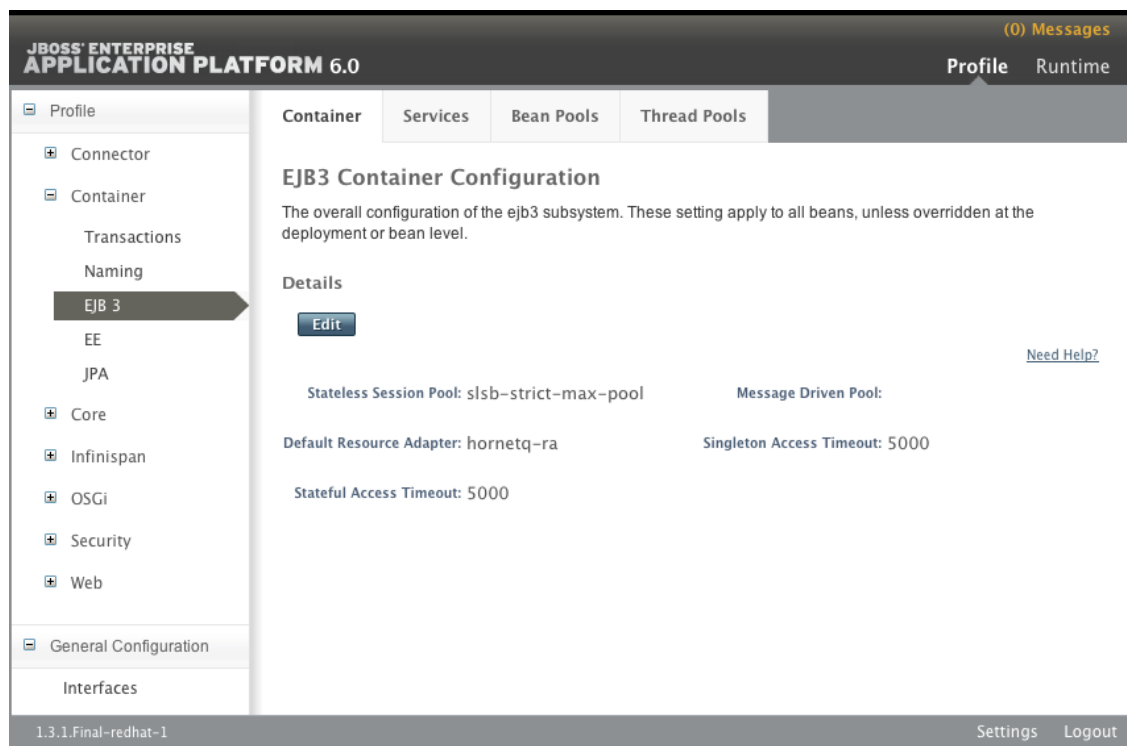 (0) Messages
JBOSS' ENTERPRISE
APPLICATION PLATFORM 6.0
Profile Runtime
Profile
Connector
Container
Transactions
Naming
EJB 3
EE
JPA
Core
Infinispan
OSGi
Security
Web
General Configuration
Interfaces
Container Services Bean Pools Thread Pools
EJB3 Container Configuration
The overall configuration of the ejb3 subsystem. These setting apply to all beans, unless overridden at the
deployment or bean level.
Details
Edit
Need Help?
Stateless Session Pool: slsb-strict-max-pool Message Driven Pool:
Default Resource Adapter: hornetq-ra Singleton Access Timeout: 5000
Stateful Access Timeout: 5000
1.3.1.Final-redhat-1 Settings Logout